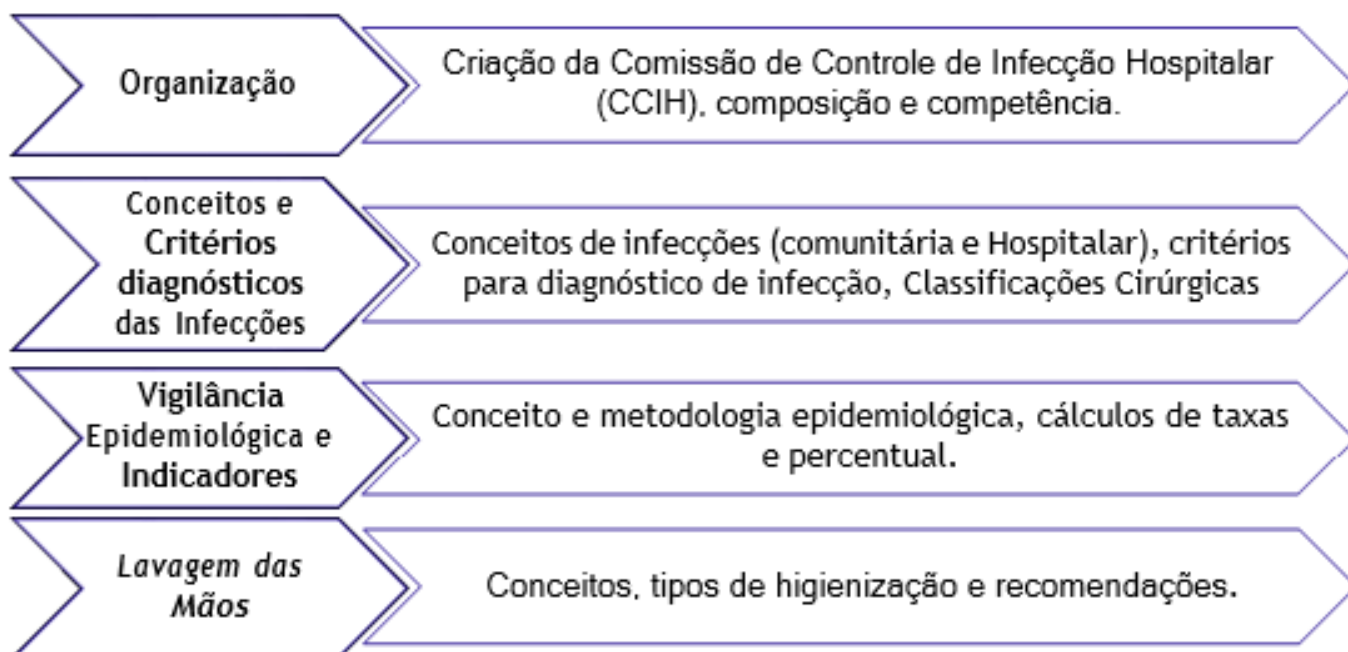 Organização
Criação da Comissão de Controle de Infecção Hospitalar
(CCIH), composição e competência.
Conceitos e
Critérios
diagnósticos
das Infecções
Conceitos de infecções (comunitária e Hospitalar), critérios
para diagnóstico de infecção, Classificações Cirúrgicas
Vigilância
Epidemiológica e
Indicadores
Conceito e metodologia epidemiológica, cálculos de taxas
e percentual.
Lavagem das
Mãos
Conceitos, tipos de higienização e recomendações.